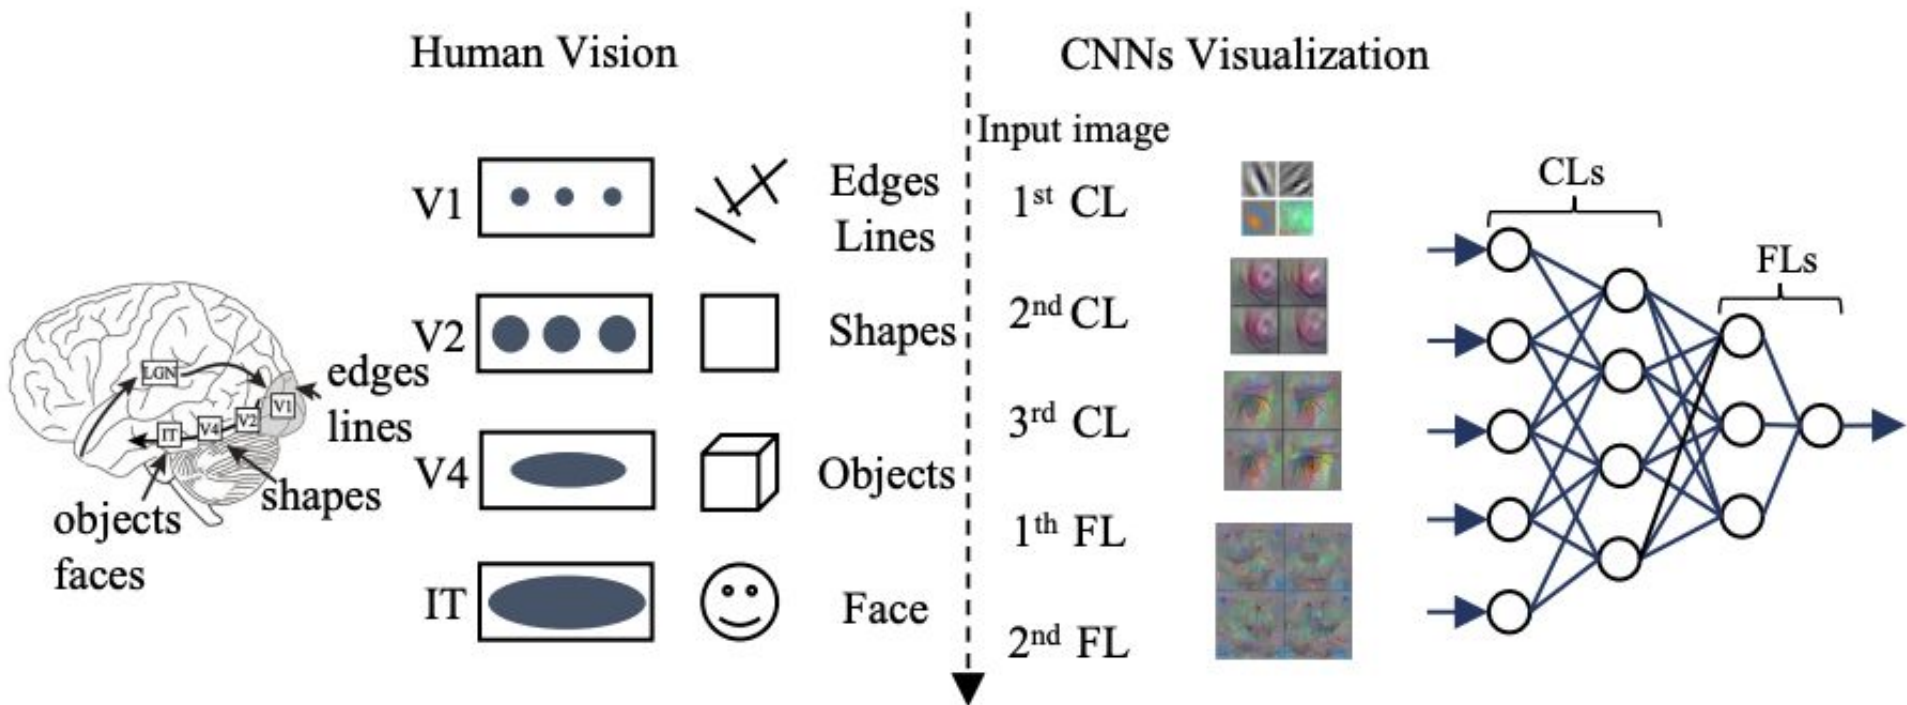 Human Vision
CNNs Visualization
V1
Edges
Lines
V2
Shapes
V4
Objects
IT
Face
LGN
V1
V2
V4
IT
edges
lines
shapes
objects
faces
Input image
1st CL
2nd CL
3rd CL
1th FL
2nd FL
CLs
FLs